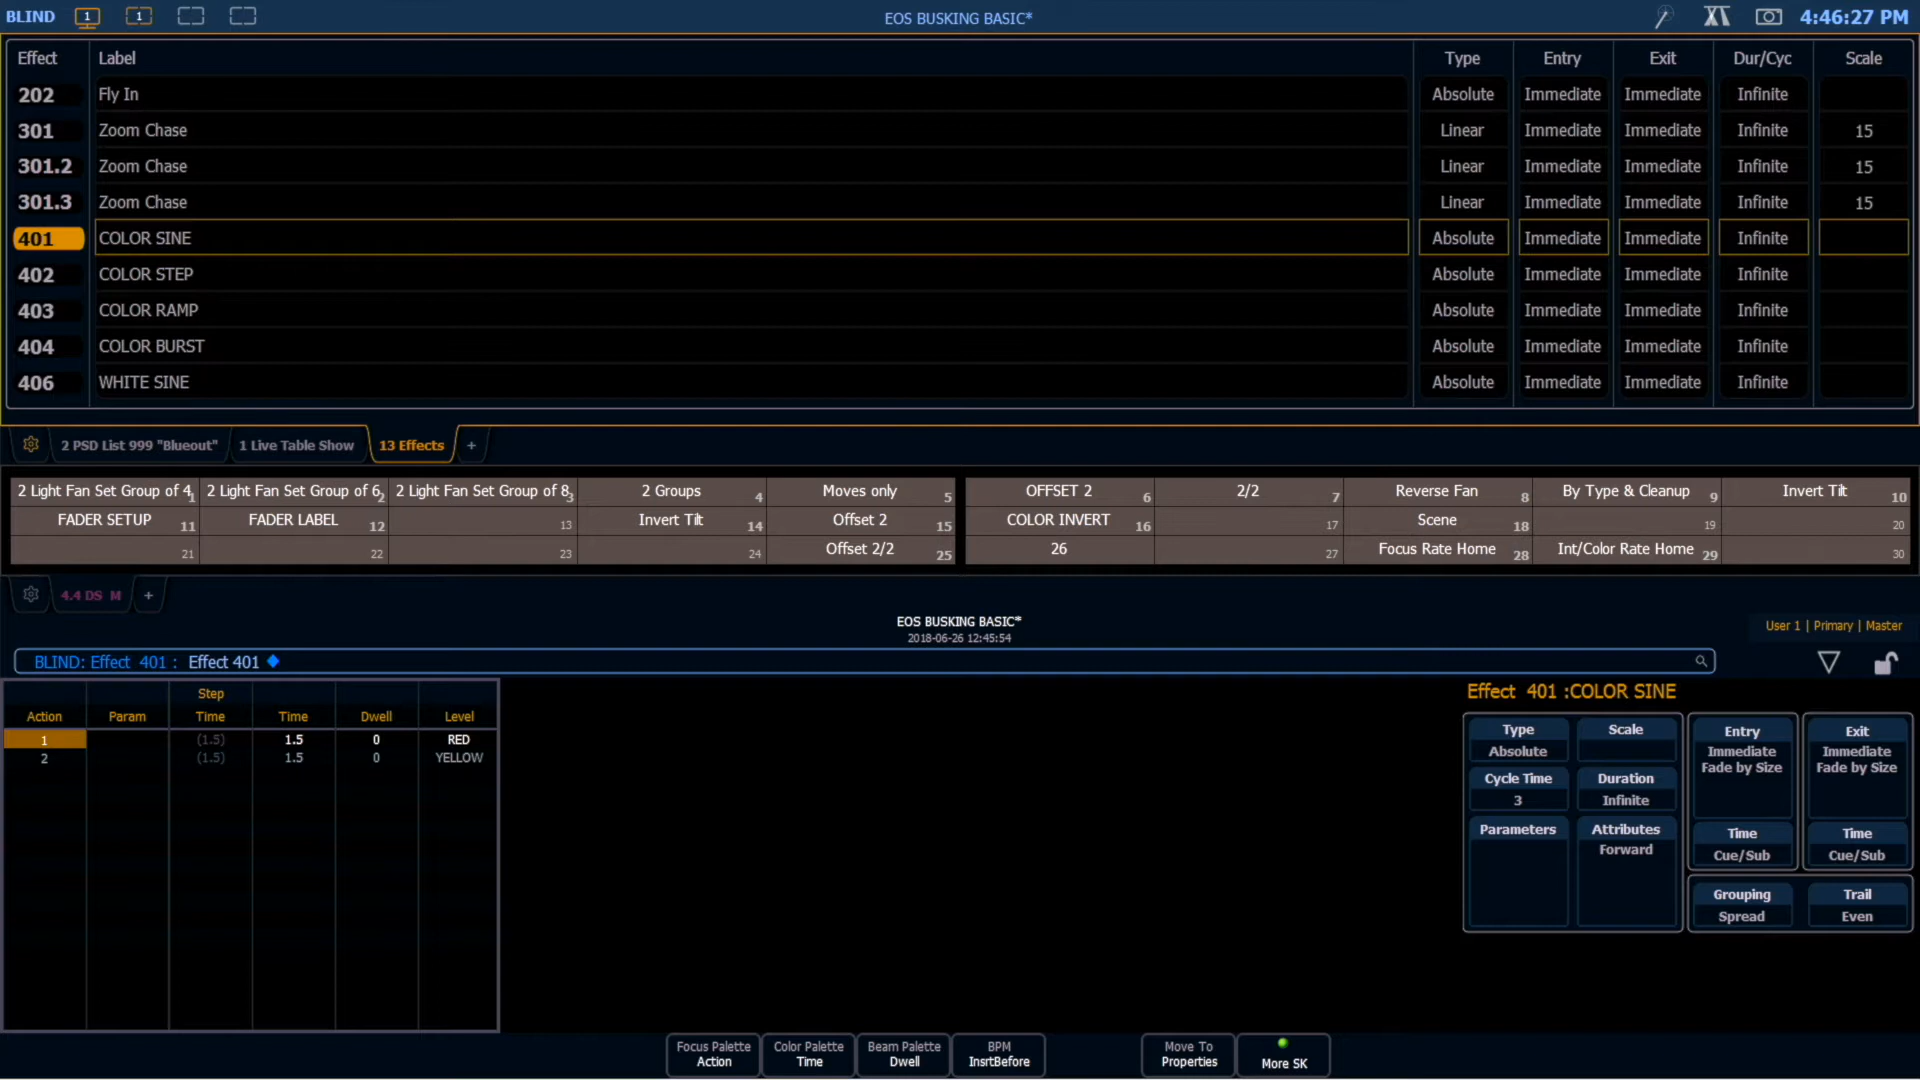 BLIND 1 1 EOS BUSKING BASIC* 4:46:27 PM
Effect Label Type Entry Exit Dur/Cyc Scale
202 Fly In Absolute Immediate Immediate Infinite
301 Zoom Chase Linear Immediate Immediate Infinite 15
301.2 Zoom Chase Linear Immediate Immediate Infinite 15
301.3 Zoom Chase Linear Immediate Immediate Infinite 15
401 COLOR SINE Absolute Immediate Immediate Infinite
402 COLOR STEP Absolute Immediate Immediate Infinite
403 COLOR RAMP Absolute Immediate Immediate Infinite
404 COLOR BURST Absolute Immediate Immediate Infinite
406 WHITE SINE Absolute Immediate Immediate Infinite
2 PSD List 999 "Blueout" 1 Live Table Show 13 Effects +
2 Light Fan Set Group of 4 1 2 Light Fan Set Group of 6 2 2 Light Fan Set Group of 8 3 2 Groups 4 Moves only 5 OFFSET 2 6 2/2 7 Reverse Fan 8 By Type & Cleanup 9 Invert Tilt 10
FADER SETUP 11 FADER LABEL 12 13 Invert Tilt 14 Offset 2 15 COLOR INVERT 16 17 Scene 18 19 20
21 22 23 24 Offset 2/2 25 26 27 Focus Rate Home 28 Int/Color Rate Home 29 30
4.4 DS M +
EOS BUSKING BASIC*
2018-06-26 12:45:54
User 1 | Primary | Master
BLIND: Effect 401 : Effect 401
Step
Action Param Time Time Dwell Level
1 (1.5) 1.5 0 RED
2 (1.5) 1.5 0 YELLOW
Effect 401 :COLOR SINE
Type Scale Entry Exit
Absolute Immediate Immediate
Fade by Size Fade by Size
Cycle Time Duration
3 Infinite
Parameters Attributes Time Time
Forward Cue/Sub Cue/Sub
Grouping Trail
Spread Even
Focus Palette Color Palette Beam Palette BPM Move To
Action Time Dwell InsrtBefore Properties More SK